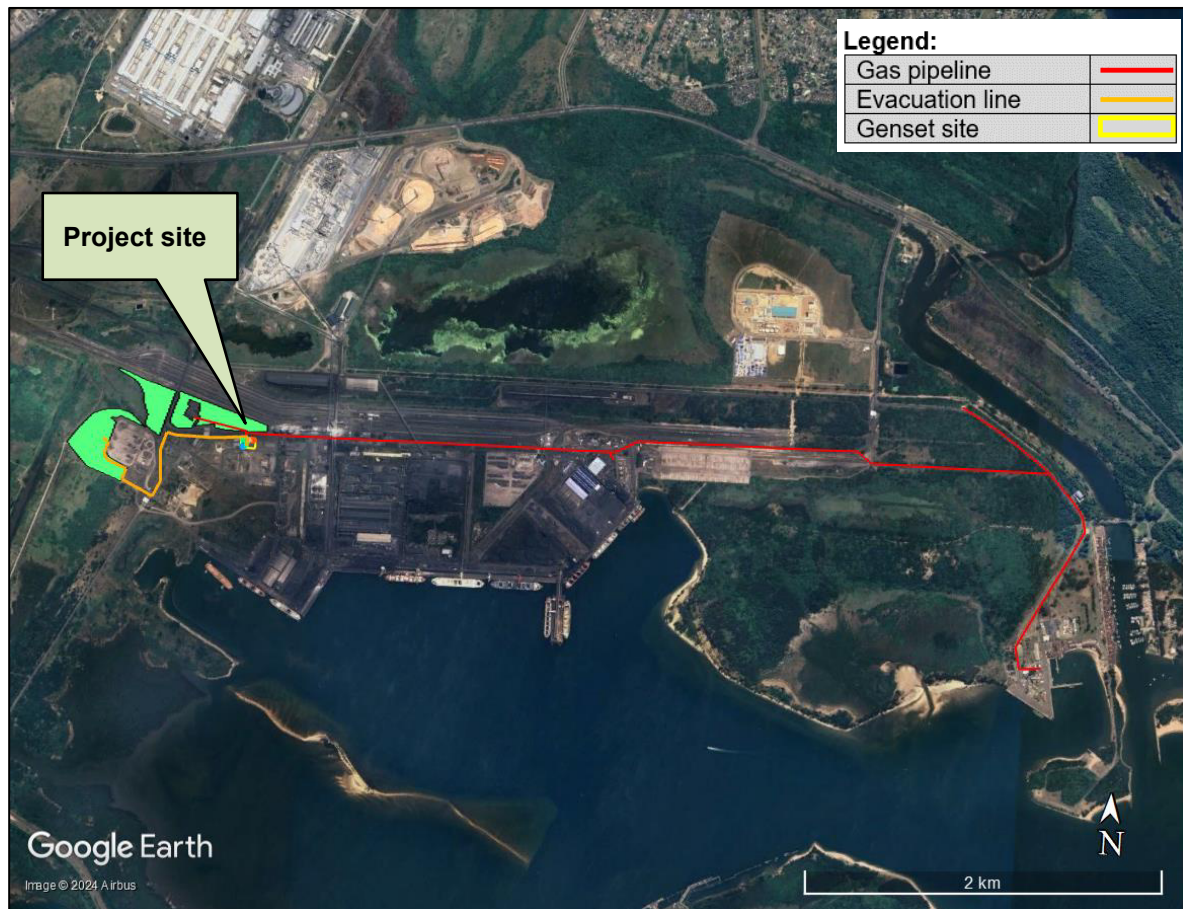 Legend:
Gas pipeline
Evacuation line
Genset site
Project site
Google Earth
Image © 2024 Airbus
N
2 km